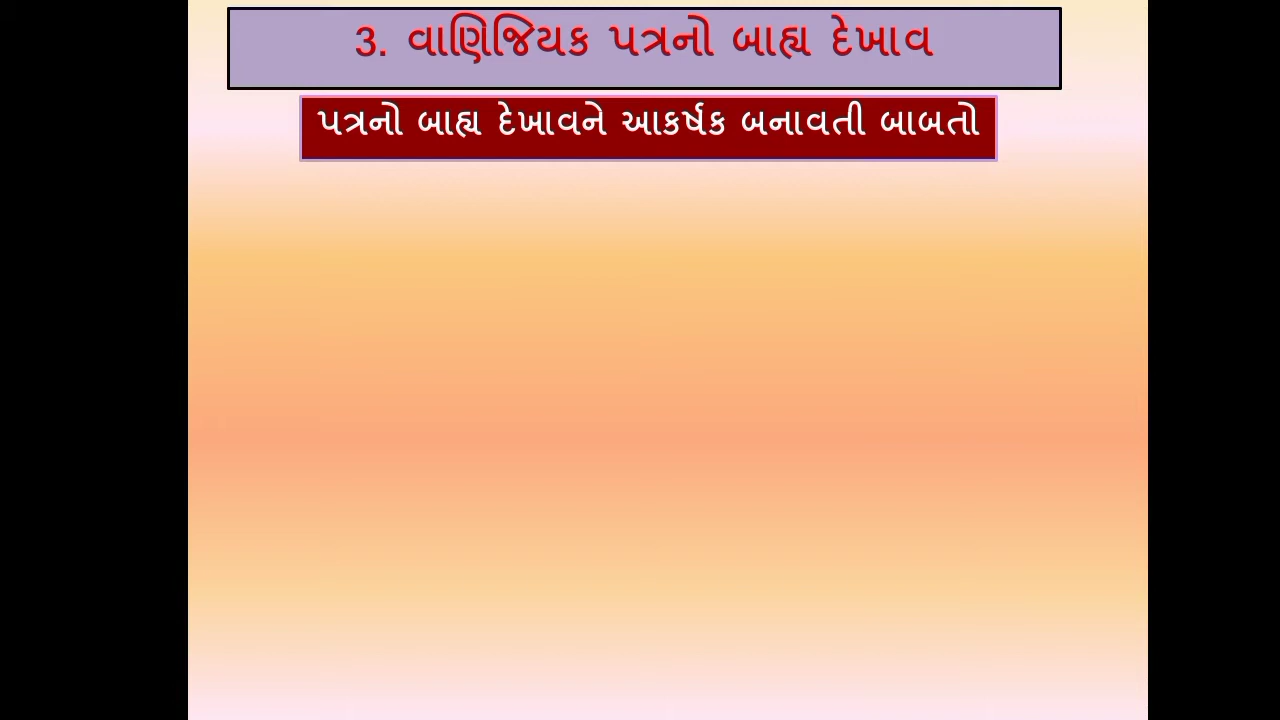 3. વાણિજિયક પત્રનો બાહ્ય દેખાવ
પત્રનો બાહ્ય દેખાવને આકર્ષક બનાવતી બાબતો